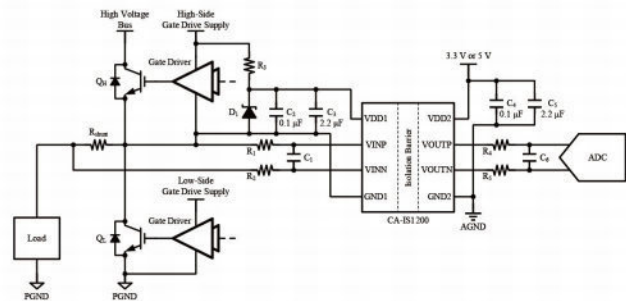 High Voltage
Bus
High-Side
Gate Drive Supply
3.3 V or 5 V
Gate Driver
R3
QH
D1
C2
0.1 μF
C3
2.2 μF
C4
0.1 μF
C5
2.2 μF
VDD1
VDD2
Rshunt
R1
C1
VINP
VOUTP
R4
C6
ADC
R2
VINN
VOUTN
R5
Isolation Barrier
Low-Side
Gate Drive Supply
GND1
GND2
CA-IS1200
AGND
Gate Driver
Load
QL
PGND
PGND